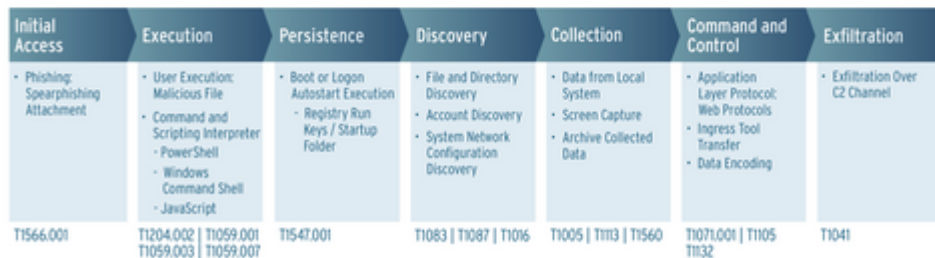 Initial
Access
• Phishing:
Spearphishing
Attachment
T1566.001
Execution
• User Execution:
Malicious File
• Command and
Scripting Interpreter
- PowerShell
- Windows
Command Shell
- JavaScript
T1204.002 | T1059.001
T1059.003 | T1059.007
Persistence
• Boot or Logon
Autostart Execution
- Registry Run
Keys / Startup
Folder
T1547.001
Discovery
• File and Directory
Discovery
• Account Discovery
• System Network
Configuration
Discovery
T1083 | T1087 | T1016
Collection
• Data from Local
System
• Screen Capture
• Archive Collected
Data
T1005 | T1113 | T1560
Command and
Control
• Application
Layer Protocol:
Web Protocols
• Ingress Tool
Transfer
• Data Encoding
T1071.001 | T1105
T1132
Exfiltration
• Exfiltration Over
C2 Channel
T1041